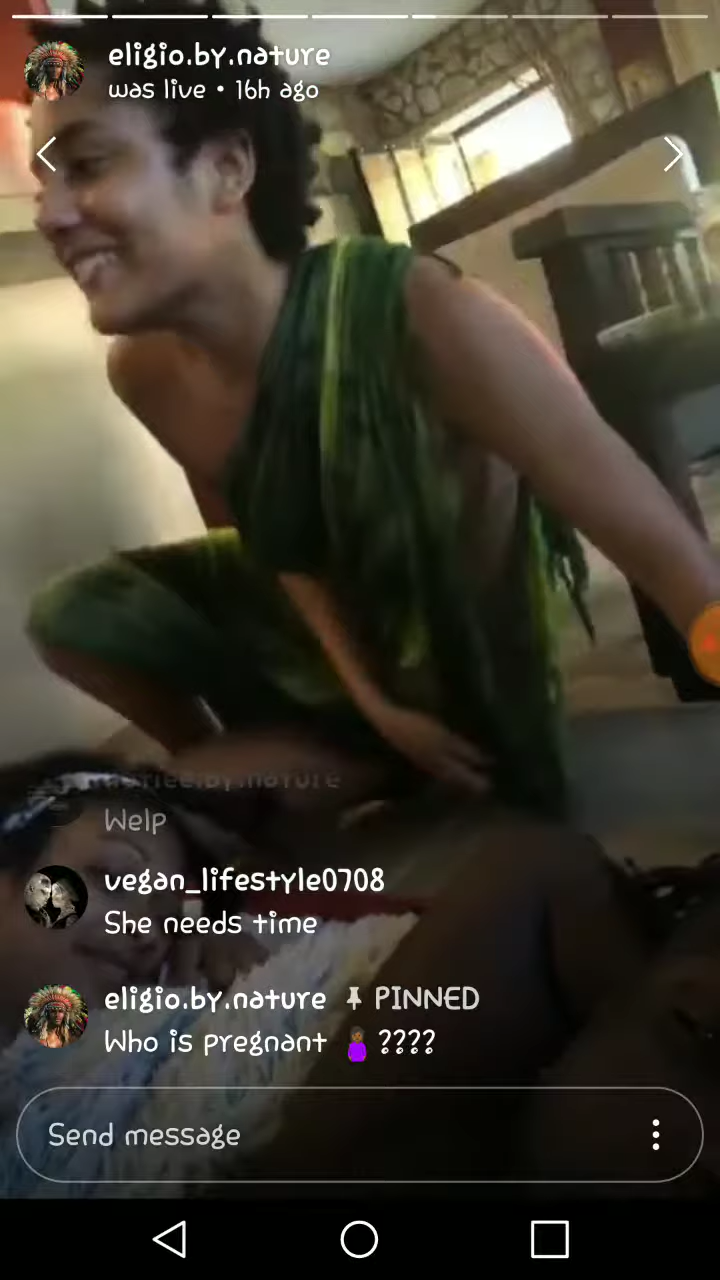 eligio.by.nature
was live • 16h ago
Welp
vegan_lifestyle0708
She needs time
eligio.by.nature PINNED
Who is pregnant 🤰🏾????
Send message